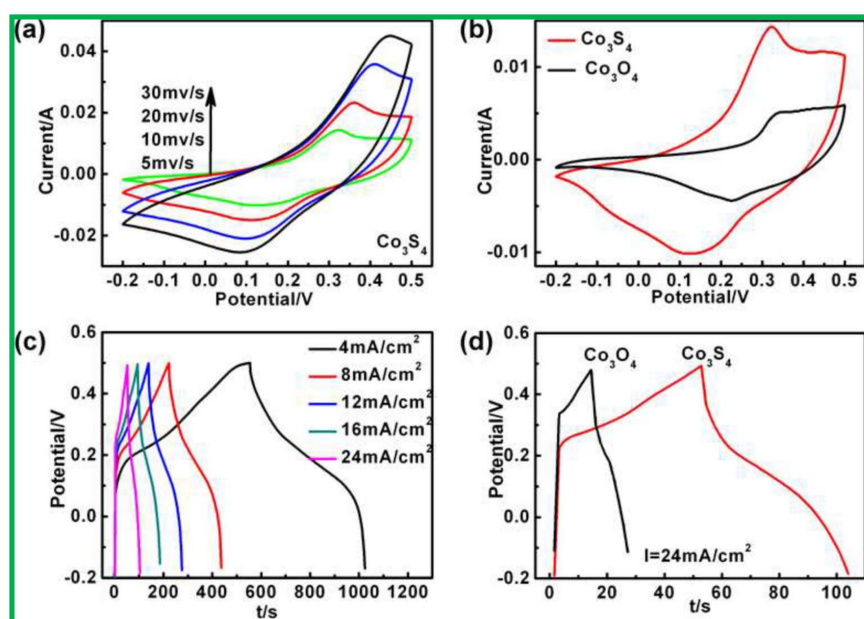 (a)
0.04
0.02
0.00
-0.02
Current/A
30mv/s
20mv/s
10mv/s
5mv/s
Co₃S₄
-0.2 -0.1 0.0 0.1 0.2 0.3 0.4 0.5
Potential/V
(b)
0.01
0.00
-0.01
Current/A
Co₃S₄
Co₃O₄
-0.2 -0.1 0.0 0.1 0.2 0.3 0.4 0.5
Potential/V
(c)
0.6
0.4
0.2
0.0
-0.2
Potential/V
4mA/cm²
8mA/cm²
12mA/cm²
16mA/cm²
24mA/cm²
0 200 400 600 800 1000 1200
t/s
(d)
0.6
0.4
0.2
0.0
-0.2
Potential/V
Co₃O₄
Co₃S₄
I=24mA/cm²
0 20 40 60 80 100
t/s